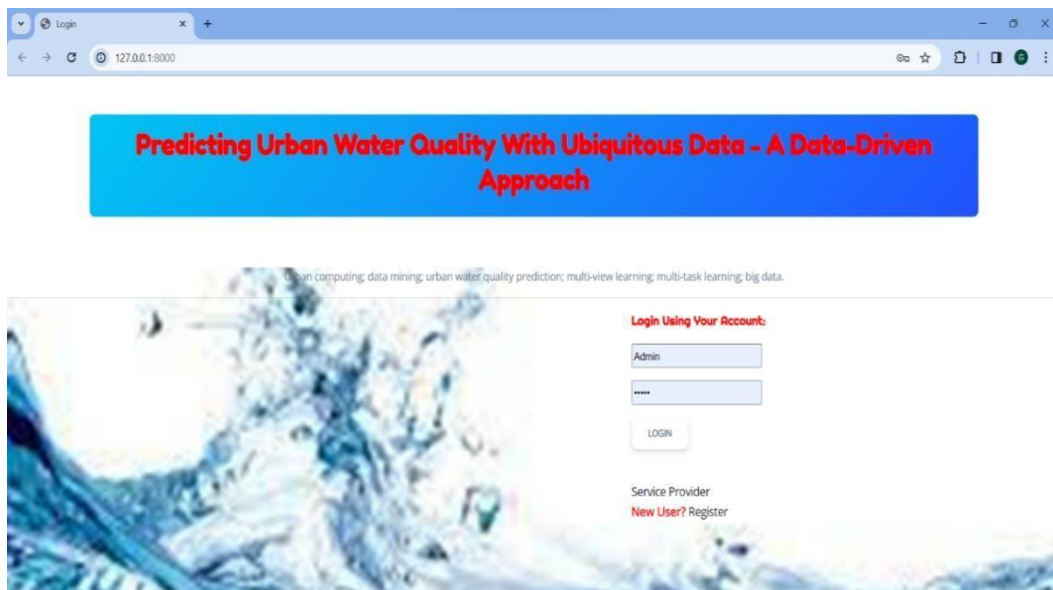 Login
127.0.0.1:8000
G
Predicting Urban Water Quality With Ubiquitous Data - A Data-Driven
Approach
Urban computing; data mining; urban water quality prediction; multi-view learning; multi-task learning; big data.
Login Using Your Account:
Admin
•••••
LOGIN
Service Provider
New User? Register